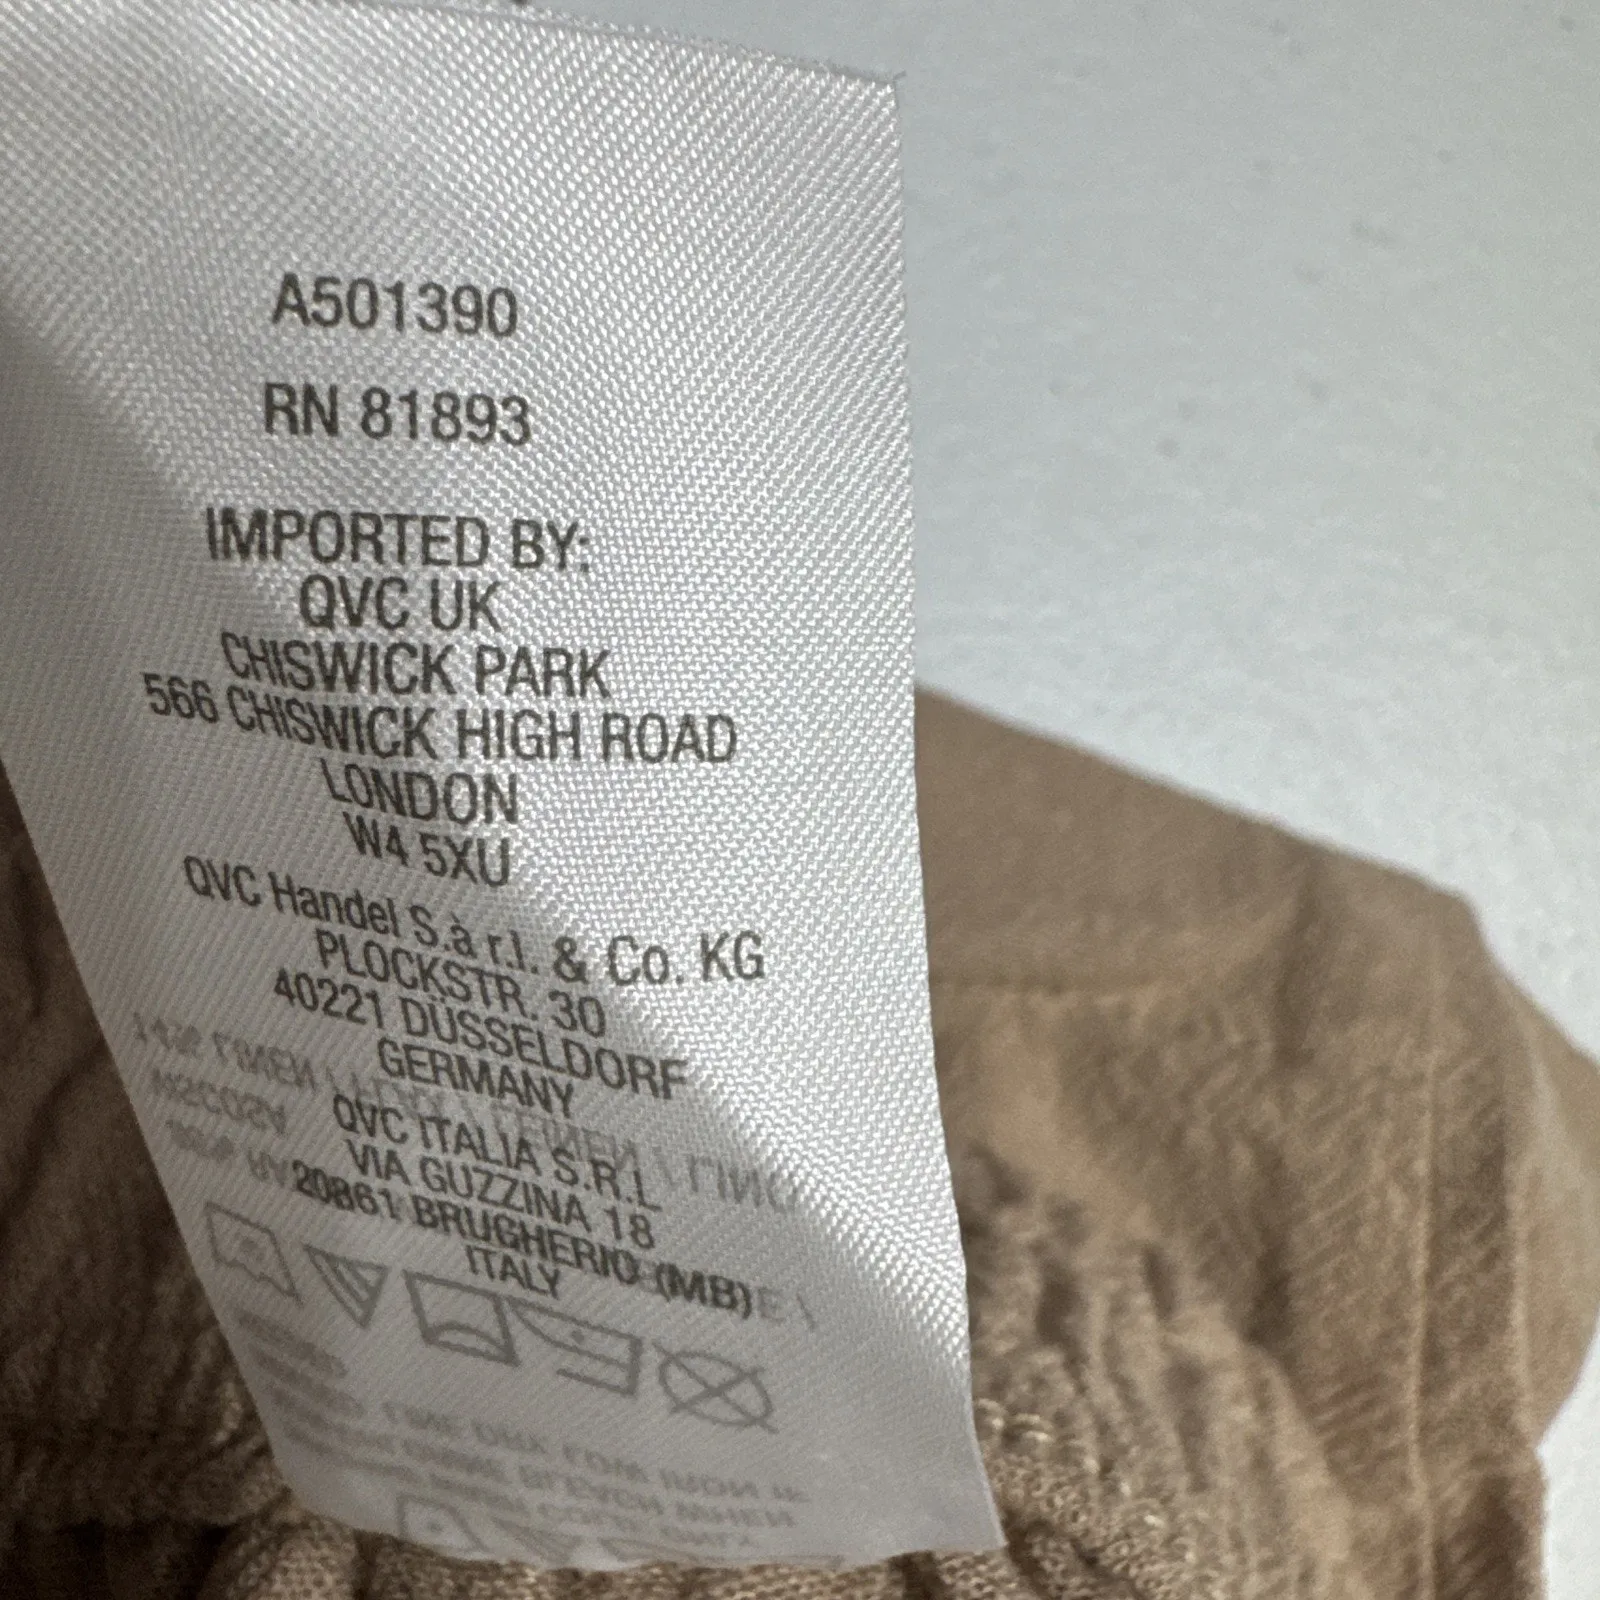 A501390
RN 81893
IMPORTED BY:
QVC UK
CHISWICK PARK
566 CHISWICK HIGH ROAD
LONDON
W4 5XU
QVC Handel S.à r.l. & Co. KG
PLOCKSTR. 30
40221 DÜSSELDORF
GERMANY
QVC ITALIA S.R.L
VIA GUZZINA 18
20861 BRUGHERIO (MB)
ITALY